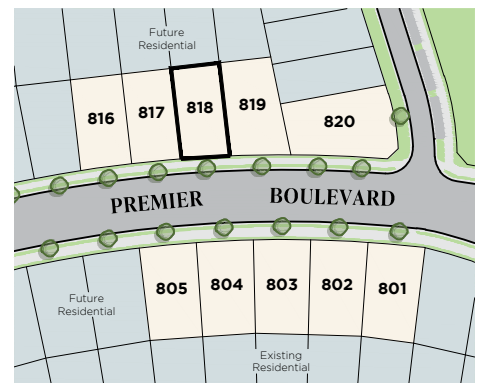 Future
Residential
816 817 818 819 820
PREMIER BOULEVARD
805 804 803 802 801
Future
Residential
Existing
Residential